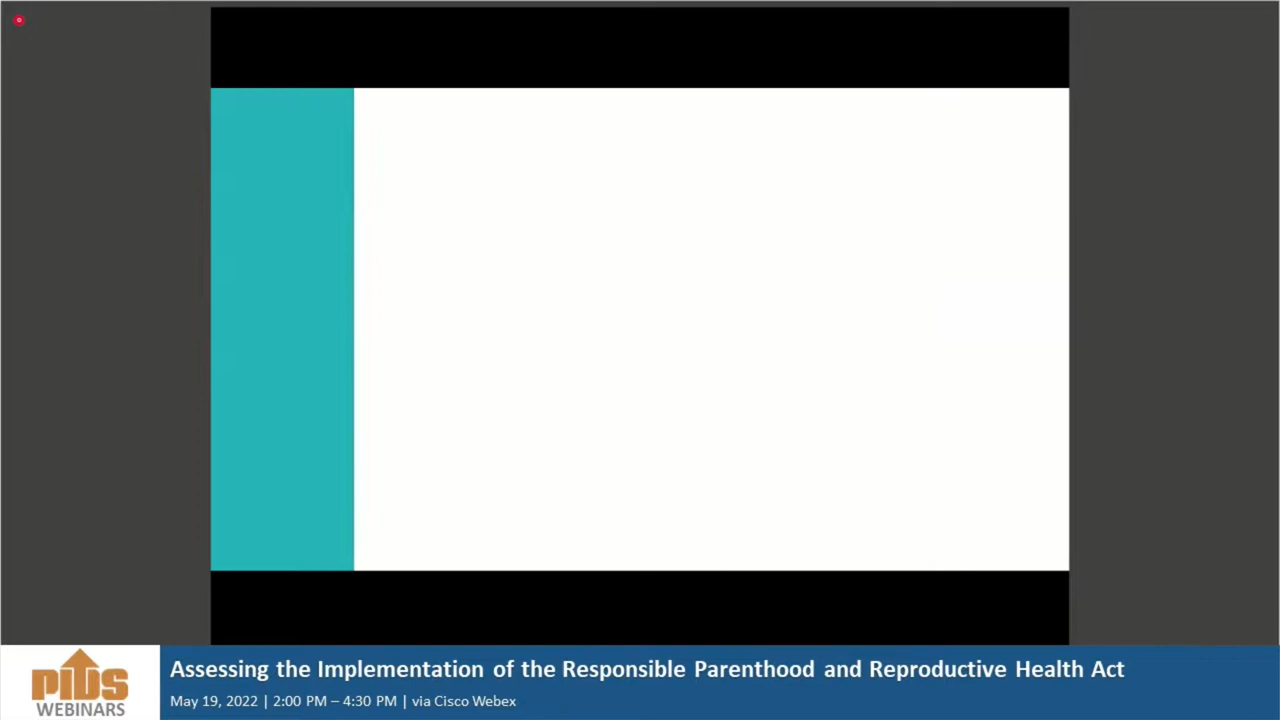 Assessing the Implementation of the Responsible Parenthood and Reproductive Health Act
May 19, 2022 | 2:00 PM – 4:30 PM | via Cisco Webex
pids
WEBINARS